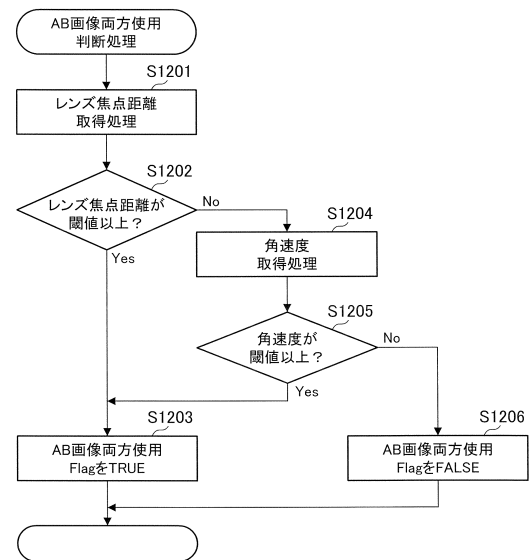 AB画像両方使用
判断処理
S1201
レンズ焦点距離
取得処理
S1202
レンズ焦点距離が
閾値以上?
No
Yes
S1204
角速度
取得処理
S1205
角速度が
閾値以上?
No
Yes
S1203
AB画像両方使用
FlagをTRUE
S1206
AB画像両方使用
FlagをFALSE